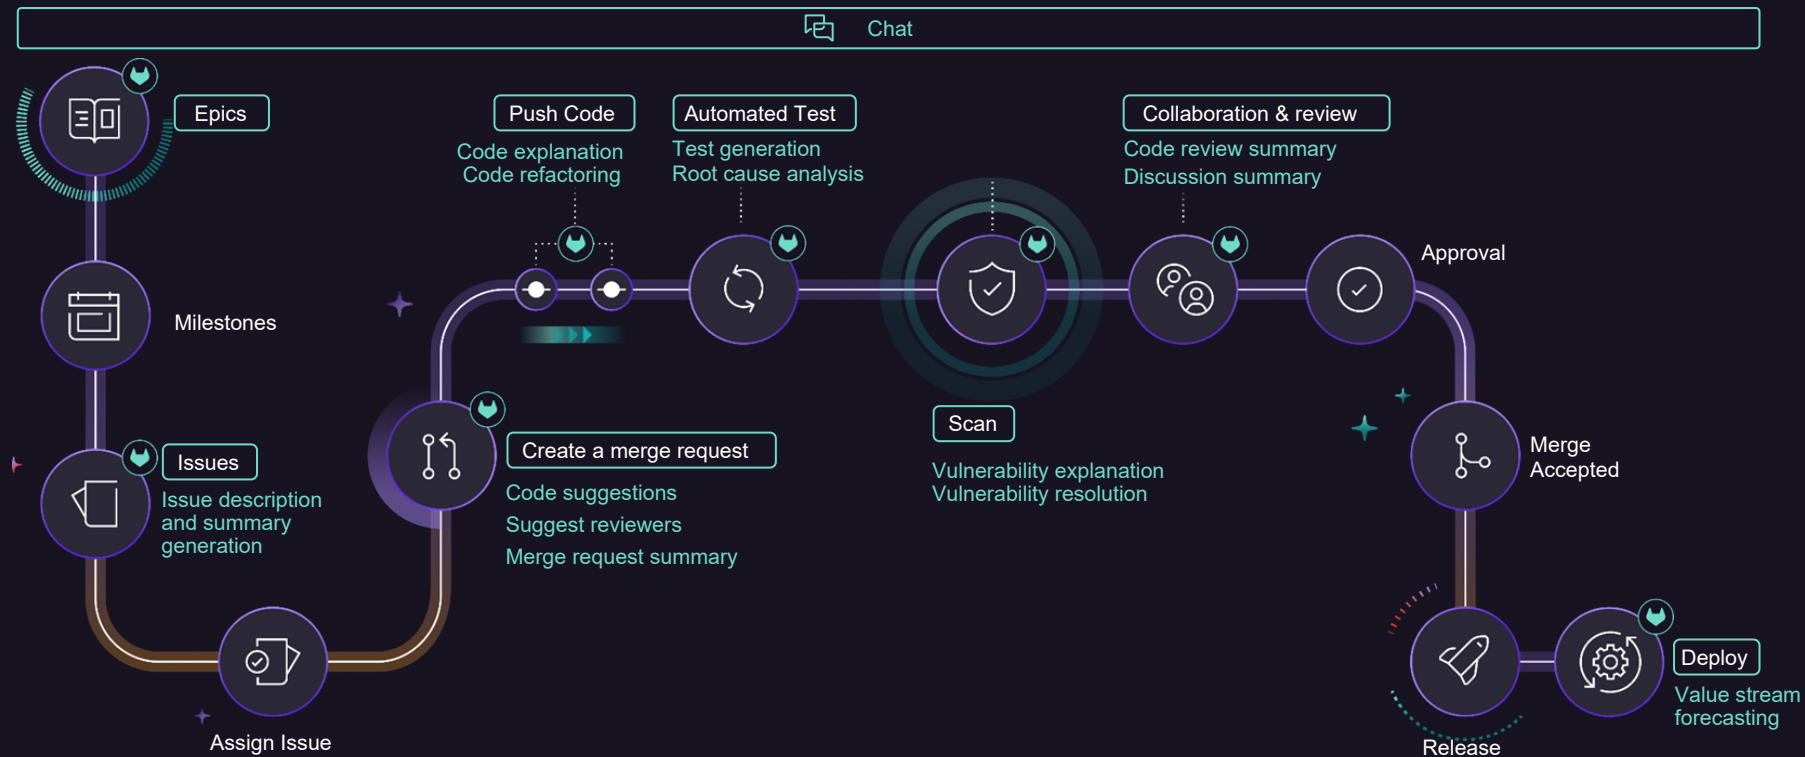 Chat
Epics
Milestones
Issues
Issue description
and summary
generation
Assign Issue
Create a merge request
Code suggestions
Suggest reviewers
Merge request summary
Push Code
Code explanation
Code refactoring
Automated Test
Test generation
Root cause analysis
Scan
Vulnerability explanation
Vulnerability resolution
Collaboration & review
Code review summary
Discussion summary
Approval
Merge
Accepted
Release
Deploy
Value stream
forecasting